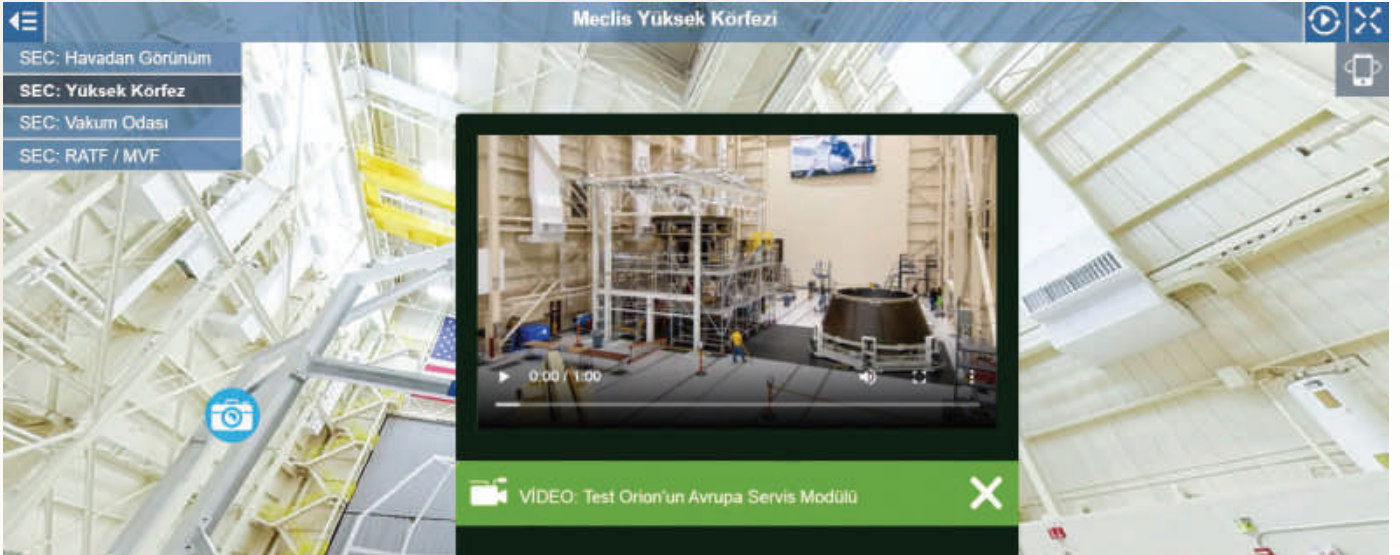 Meclis Yüksek Körfezi
SEC: Havadan Görünüm
SEC: Yüksek Körfez
SEC: Vakum Odası
SEC: RATF / MVF
0:00 / 1:00
VİDEO: Test Orion'un Avrupa Servis Modülü